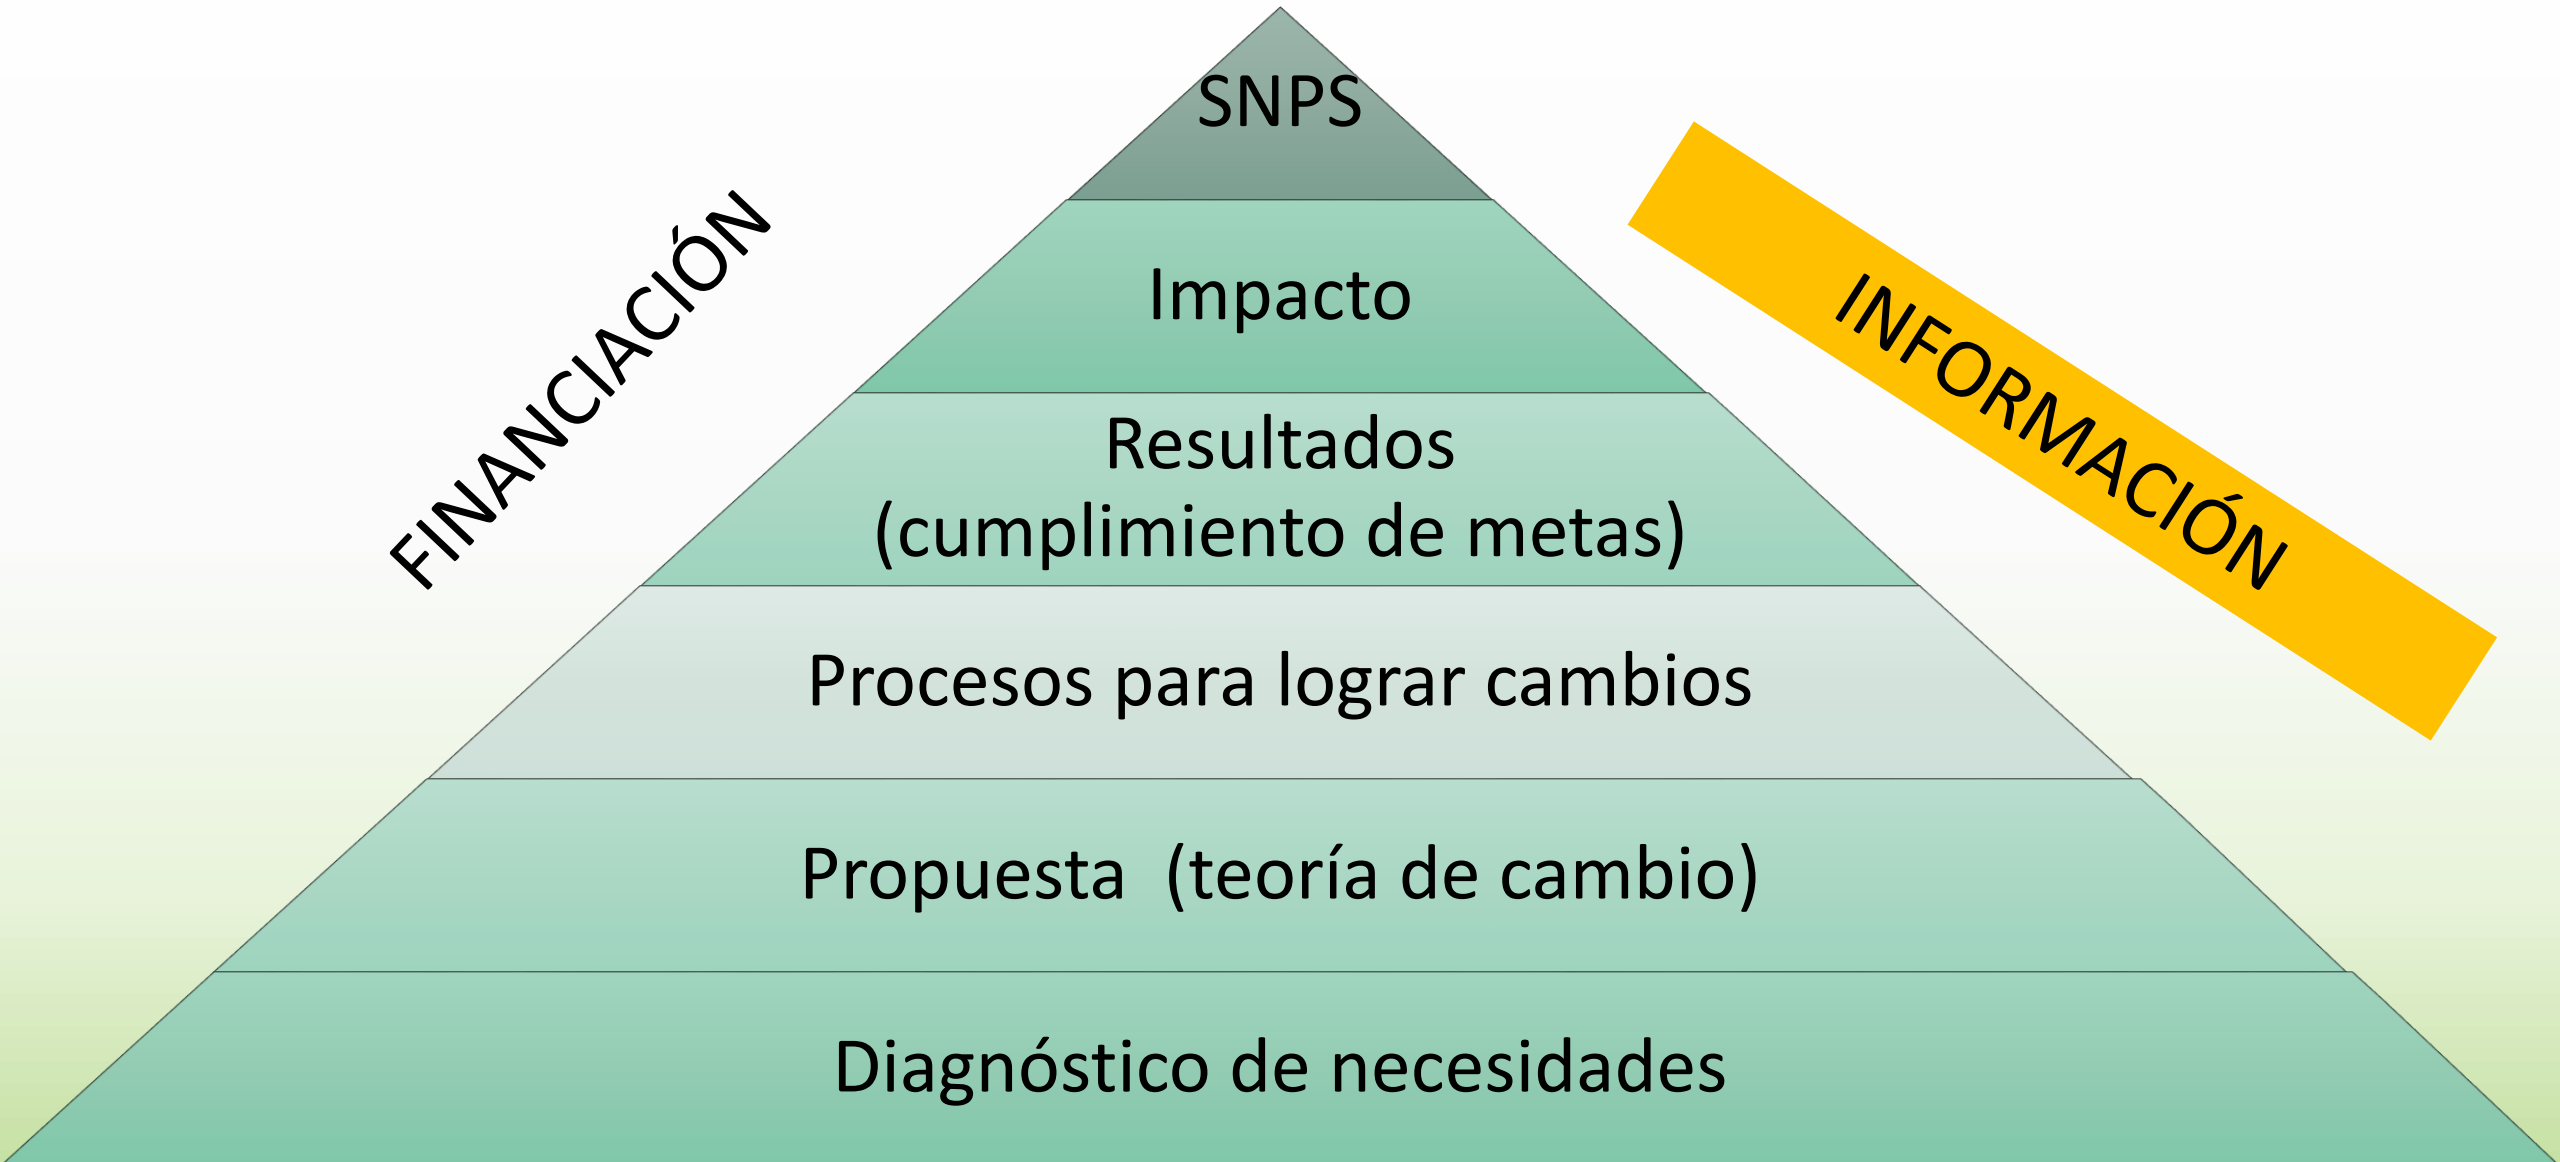 SNPS
FINANCIACIÓN
INFORMACIÓN
Impacto
Resultados
(cumplimiento de metas)
Procesos para lograr cambios
Propuesta  (teoría de cambio)
Diagnóstico de necesidades